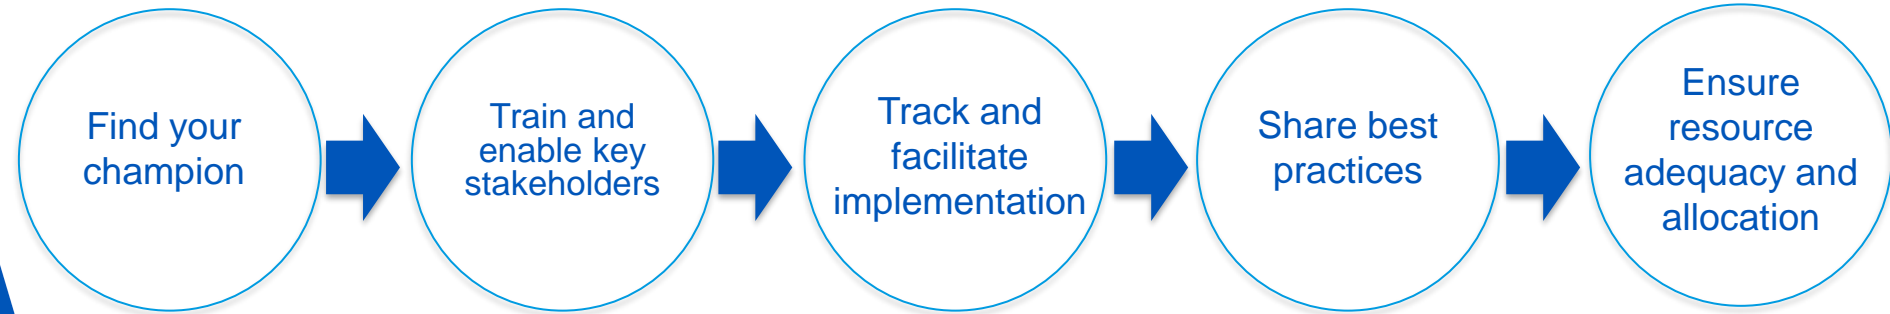 Find your
champion
Train and
enable key
stakeholders
Track and
facilitate
implementation
Share best
practices
Ensure
resource
adequacy and
allocation